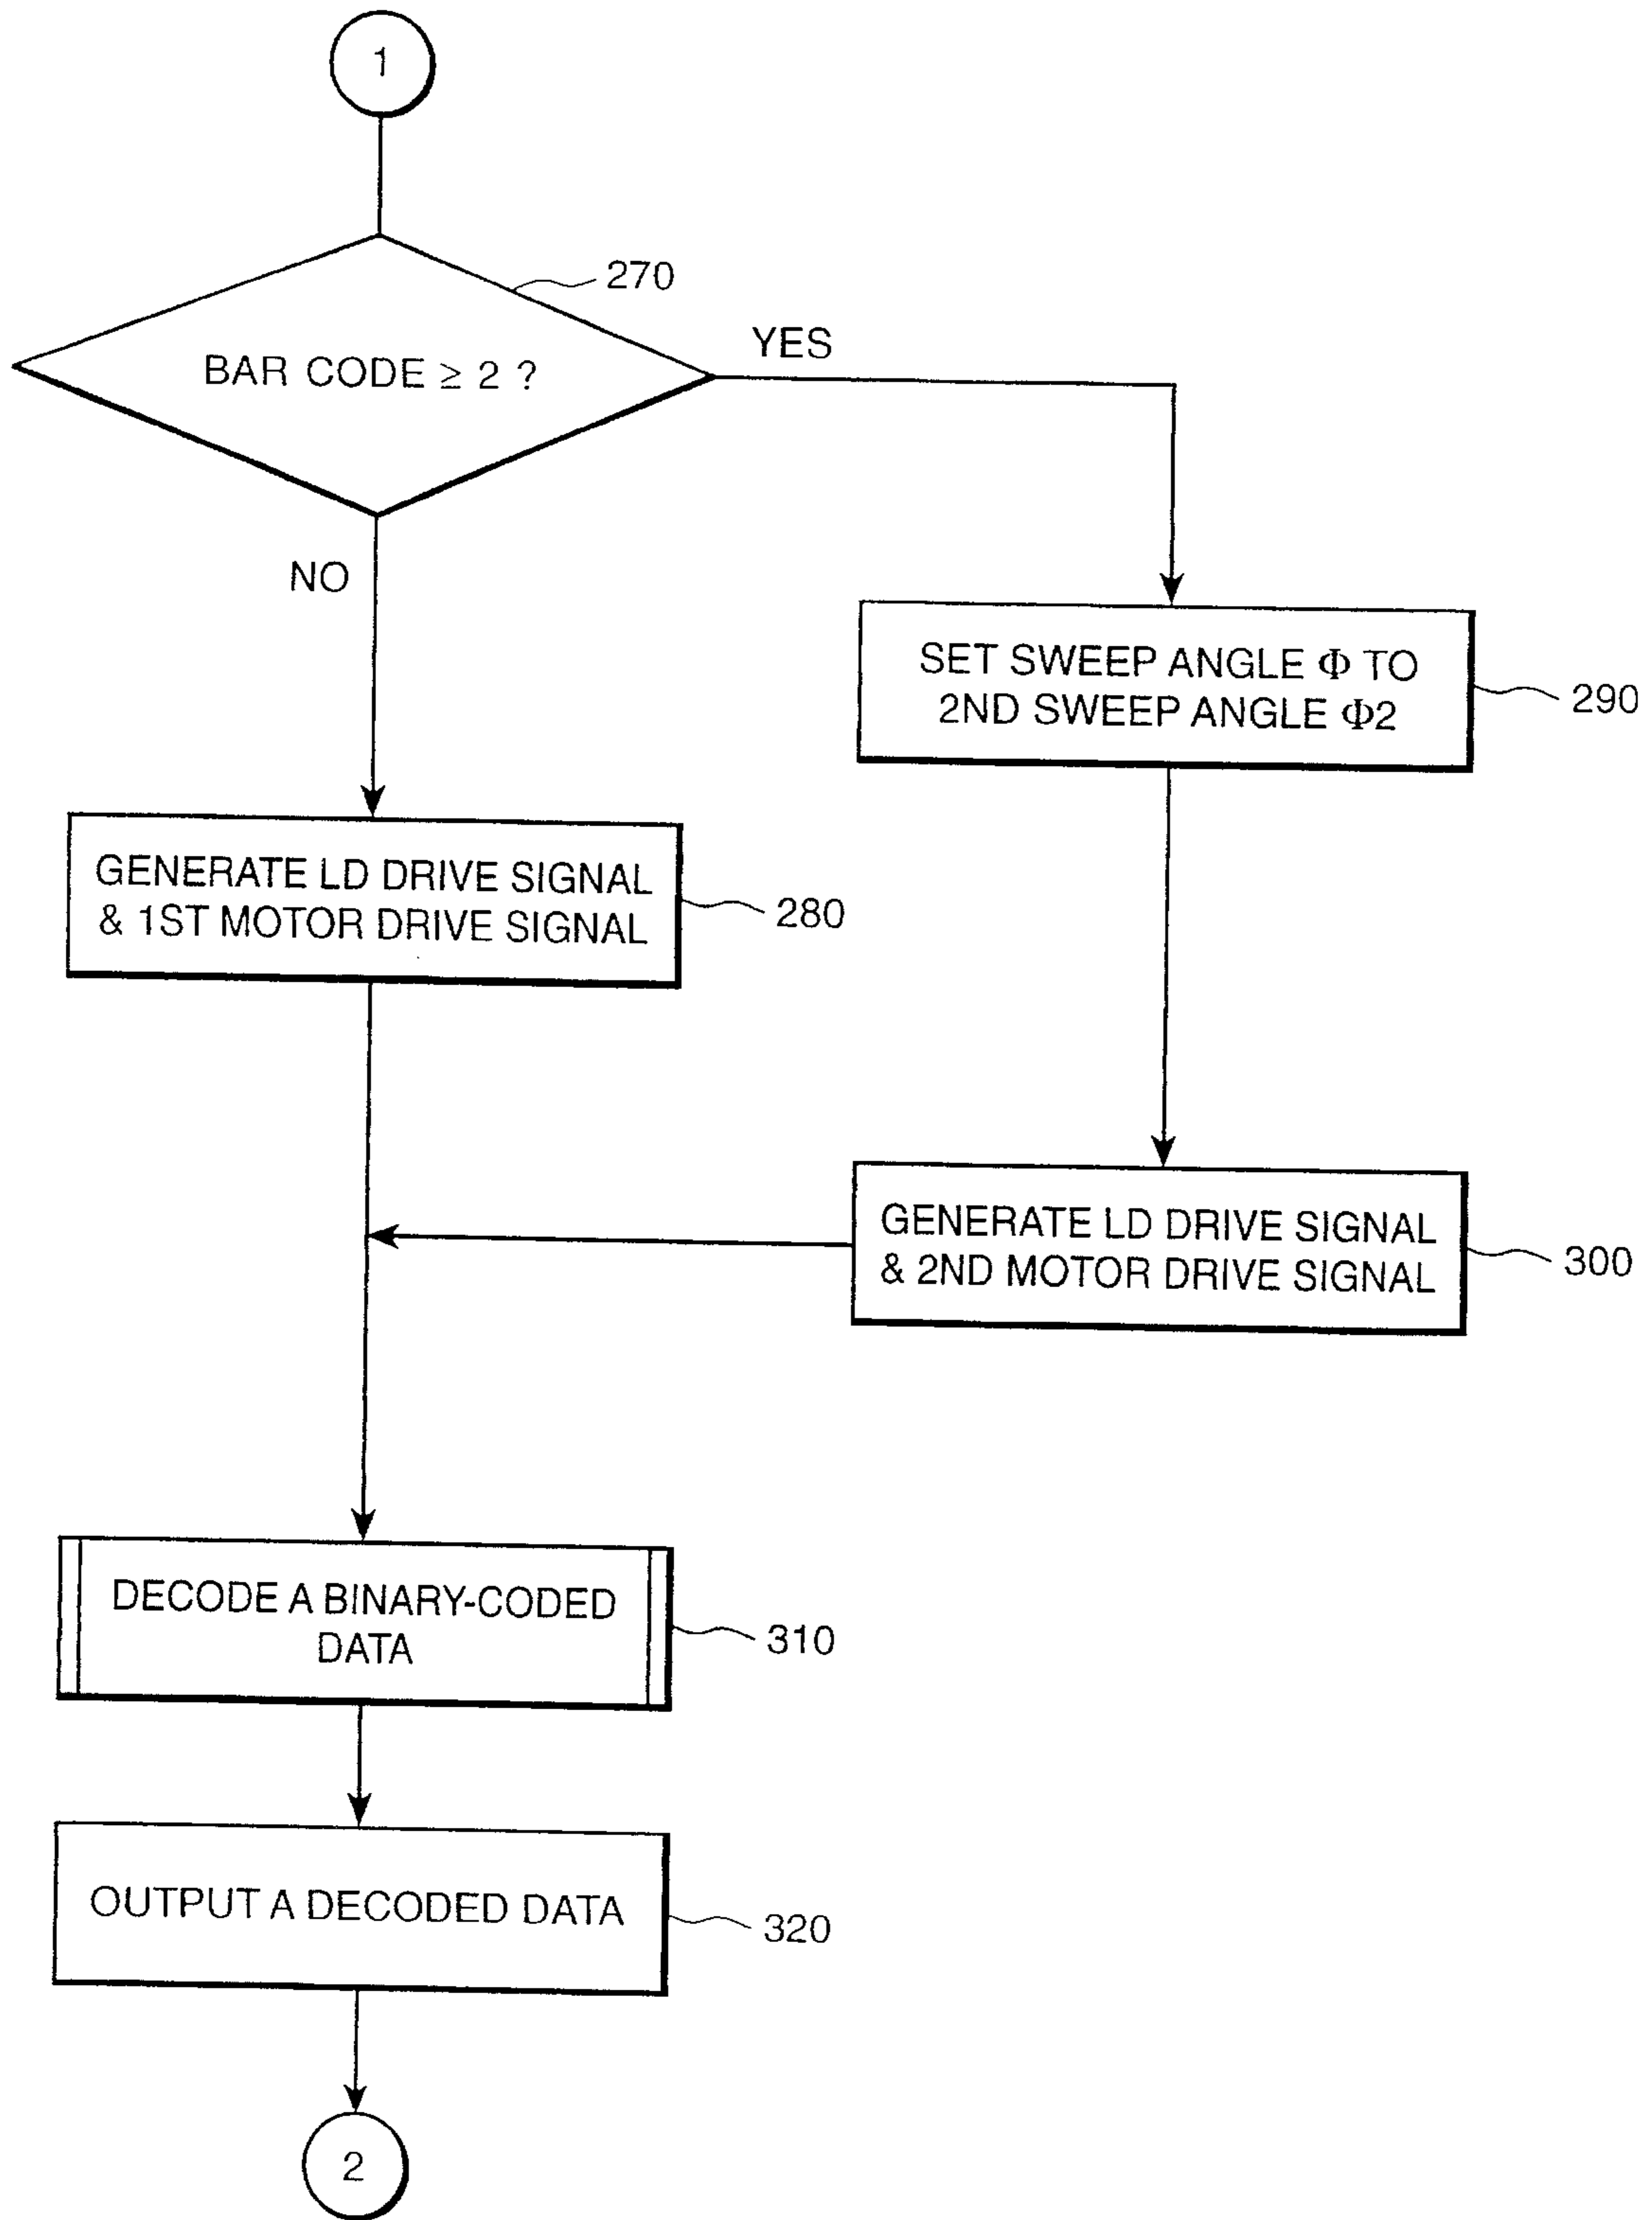 1
270
BAR CODE ≥ 2 ?
YES
NO
SET SWEEP ANGLE Φ TO
2ND SWEEP ANGLE Φ2
290
GENERATE LD DRIVE SIGNAL
& 1ST MOTOR DRIVE SIGNAL
280
GENERATE LD DRIVE SIGNAL
& 2ND MOTOR DRIVE SIGNAL
300
DECODE A BINARY-CODED
DATA
310
OUTPUT A DECODED DATA
320
2